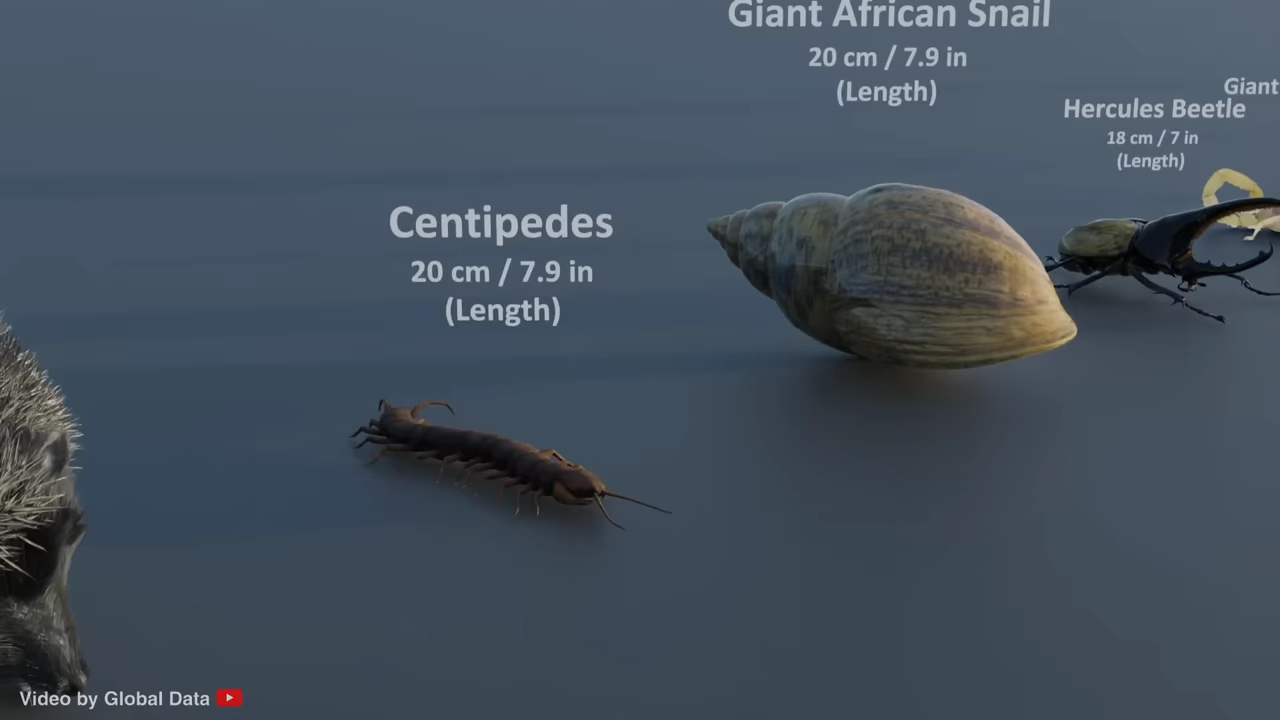 Giant African Snail
20 cm / 7.9 in
(Length)
Giant
Hercules Beetle
18 cm / 7 in
(Length)
Centipedes
20 cm / 7.9 in
(Length)
Video by Global Data